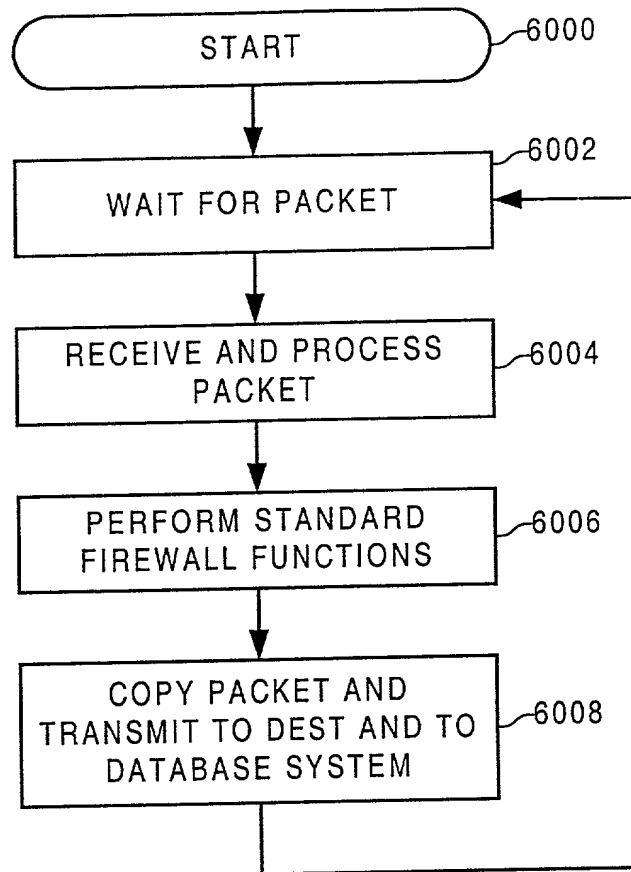 START
6000
6002
WAIT FOR PACKET
RECEIVE AND PROCESS
PACKET
6004
PERFORM STANDARD
FIREWALL FUNCTIONS
6006
COPY PACKET AND
TRANSMIT TO DEST AND TO
DATABASE SYSTEM
6008